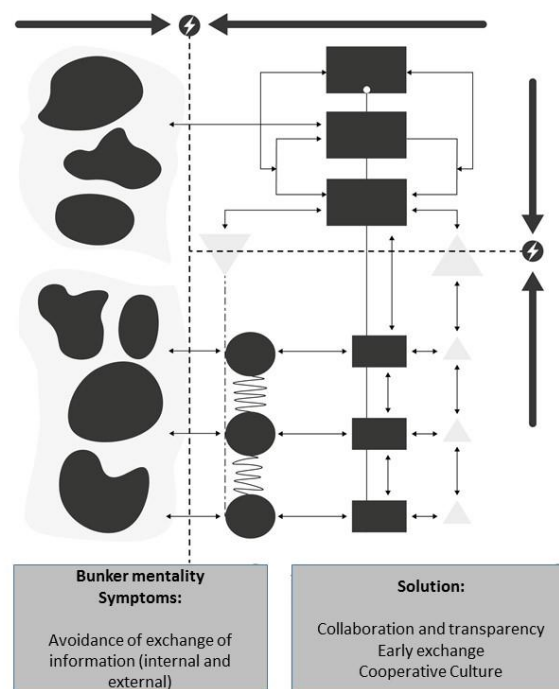 Bunker mentality
Symptoms:
Avoidance of exchange of
information (internal and
external)
Solution:
Collaboration and transparency
Early exchange
Cooperative Culture